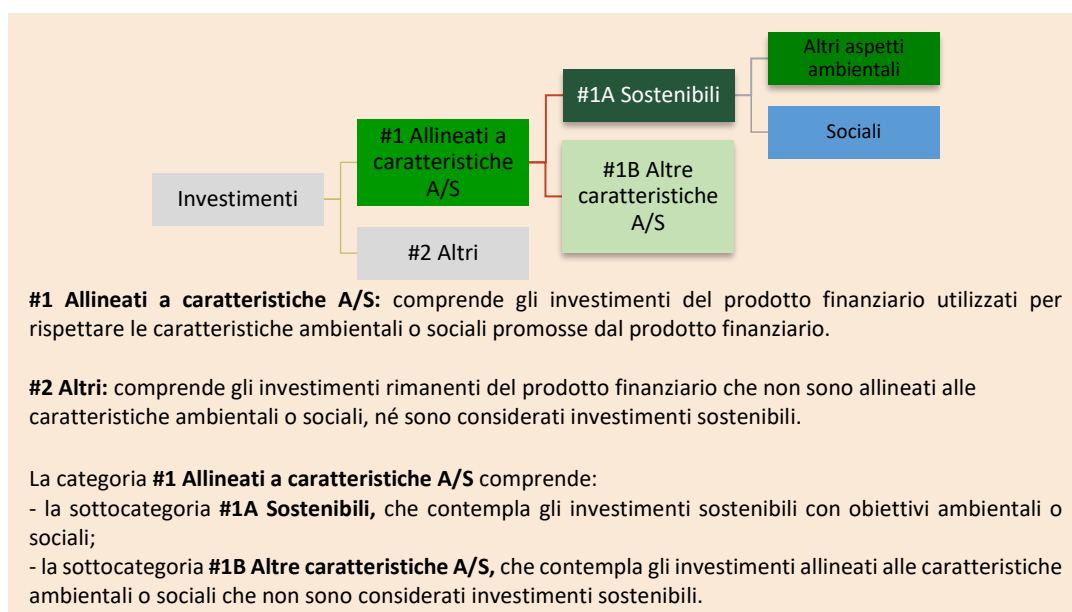 Altri aspetti
ambientali
#1A Sostenibili
Sociali
#1 Allineati a
caratteristiche
A/S
#1B Altre
caratteristiche
A/S
Investimenti
#2 Altri
#1 Allineati a caratteristiche A/S: comprende gli investimenti del prodotto finanziario utilizzati per
rispettare le caratteristiche ambientali o sociali promosse dal prodotto finanziario.
#2 Altri: comprende gli investimenti rimanenti del prodotto finanziario che non sono allineati alle
caratteristiche ambientali o sociali, né sono considerati investimenti sostenibili.
La categoria #1 Allineati a caratteristiche A/S comprende:
- la sottocategoria #1A Sostenibili, che contempla gli investimenti sostenibili con obiettivi ambientali o
sociali;
- la sottocategoria #1B Altre caratteristiche A/S, che contempla gli investimenti allineati alle caratteristiche
ambientali o sociali che non sono considerati investimenti sostenibili.